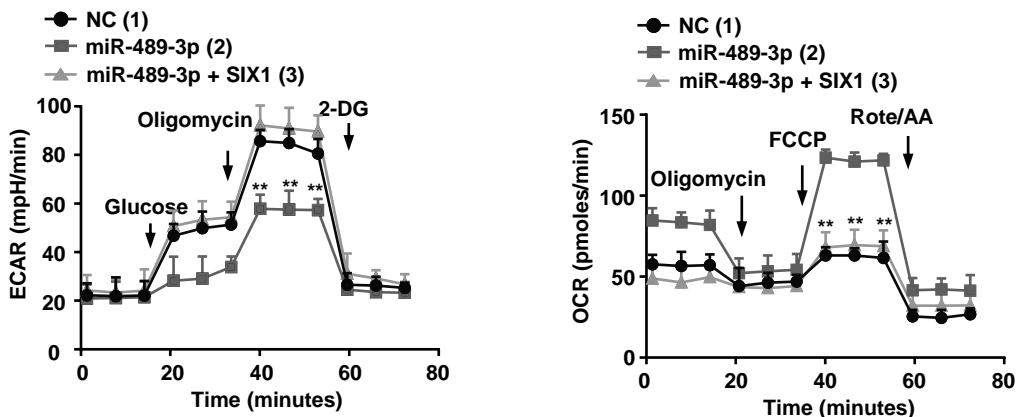 NC (1)
miR-489-3p (2)
miR-489-3p + SIX1 (3)
ECAR (mpH/min)
100
80
60
40
20
0
Glucose
Oligomycin
2-DG
** ** **
0 20 40 60 80
Time (minutes)
NC (1)
miR-489-3p (2)
miR-489-3p + SIX1 (3)
OCR (pmoles/min)
150
100
50
0
Oligomycin
FCCP
Rote/AA
** ** **
0 20 40 60 80
Time (minutes)